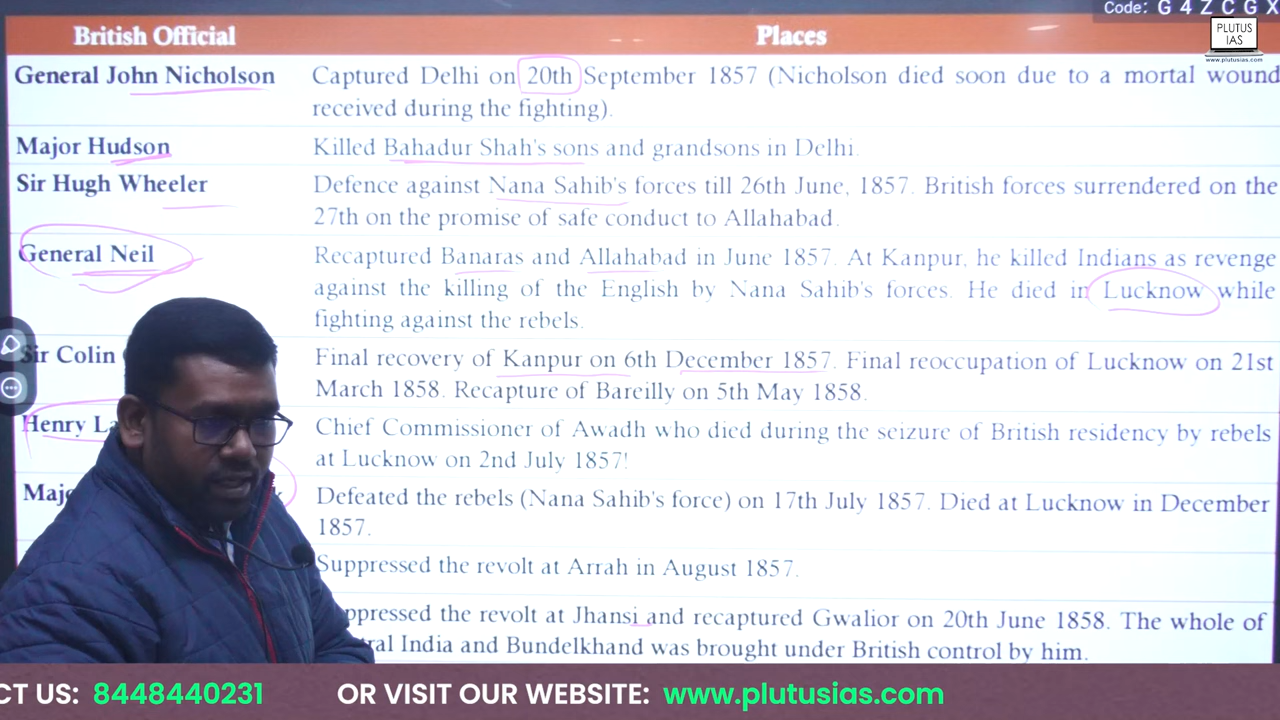 Code: G 4 Z C G X
PLUTUS
IAS
www.plutusias.com
British Official Places
General John Nicholson Captured Delhi on 20th September 1857 (Nicholson died soon due to a mortal wound
received during the fighting).
Major Hudson Killed Bahadur Shah's sons and grandsons in Delhi.
Sir Hugh Wheeler Defence against Nana Sahib's forces till 26th June, 1857. British forces surrendered on the
27th on the promise of safe conduct to Allahabad.
General Neil Recaptured Banaras and Allahabad in June 1857. At Kanpur, he killed Indians as revenge
against the killing of the English by Nana Sahib's forces. He died in Lucknow while
fighting against the rebels.
Sir Colin Final recovery of Kanpur on 6th December 1857. Final reoccupation of Lucknow on 21st
March 1858. Recapture of Bareilly on 5th May 1858.
Henry La Chief Commissioner of Awadh who died during the seizure of British residency by rebels
at Lucknow on 2nd July 1857!
Maj Defeated the rebels (Nana Sahib's force) on 17th July 1857. Died at Lucknow in December
1857.
Suppressed the revolt at Arrah in August 1857.
ppressed the revolt at Jhansi and recaptured Gwalior on 20th June 1858. The whole of
tral India and Bundelkhand was brought under British control by him.
CT US: 8448440231 OR VISIT OUR WEBSITE: www.plutusias.com